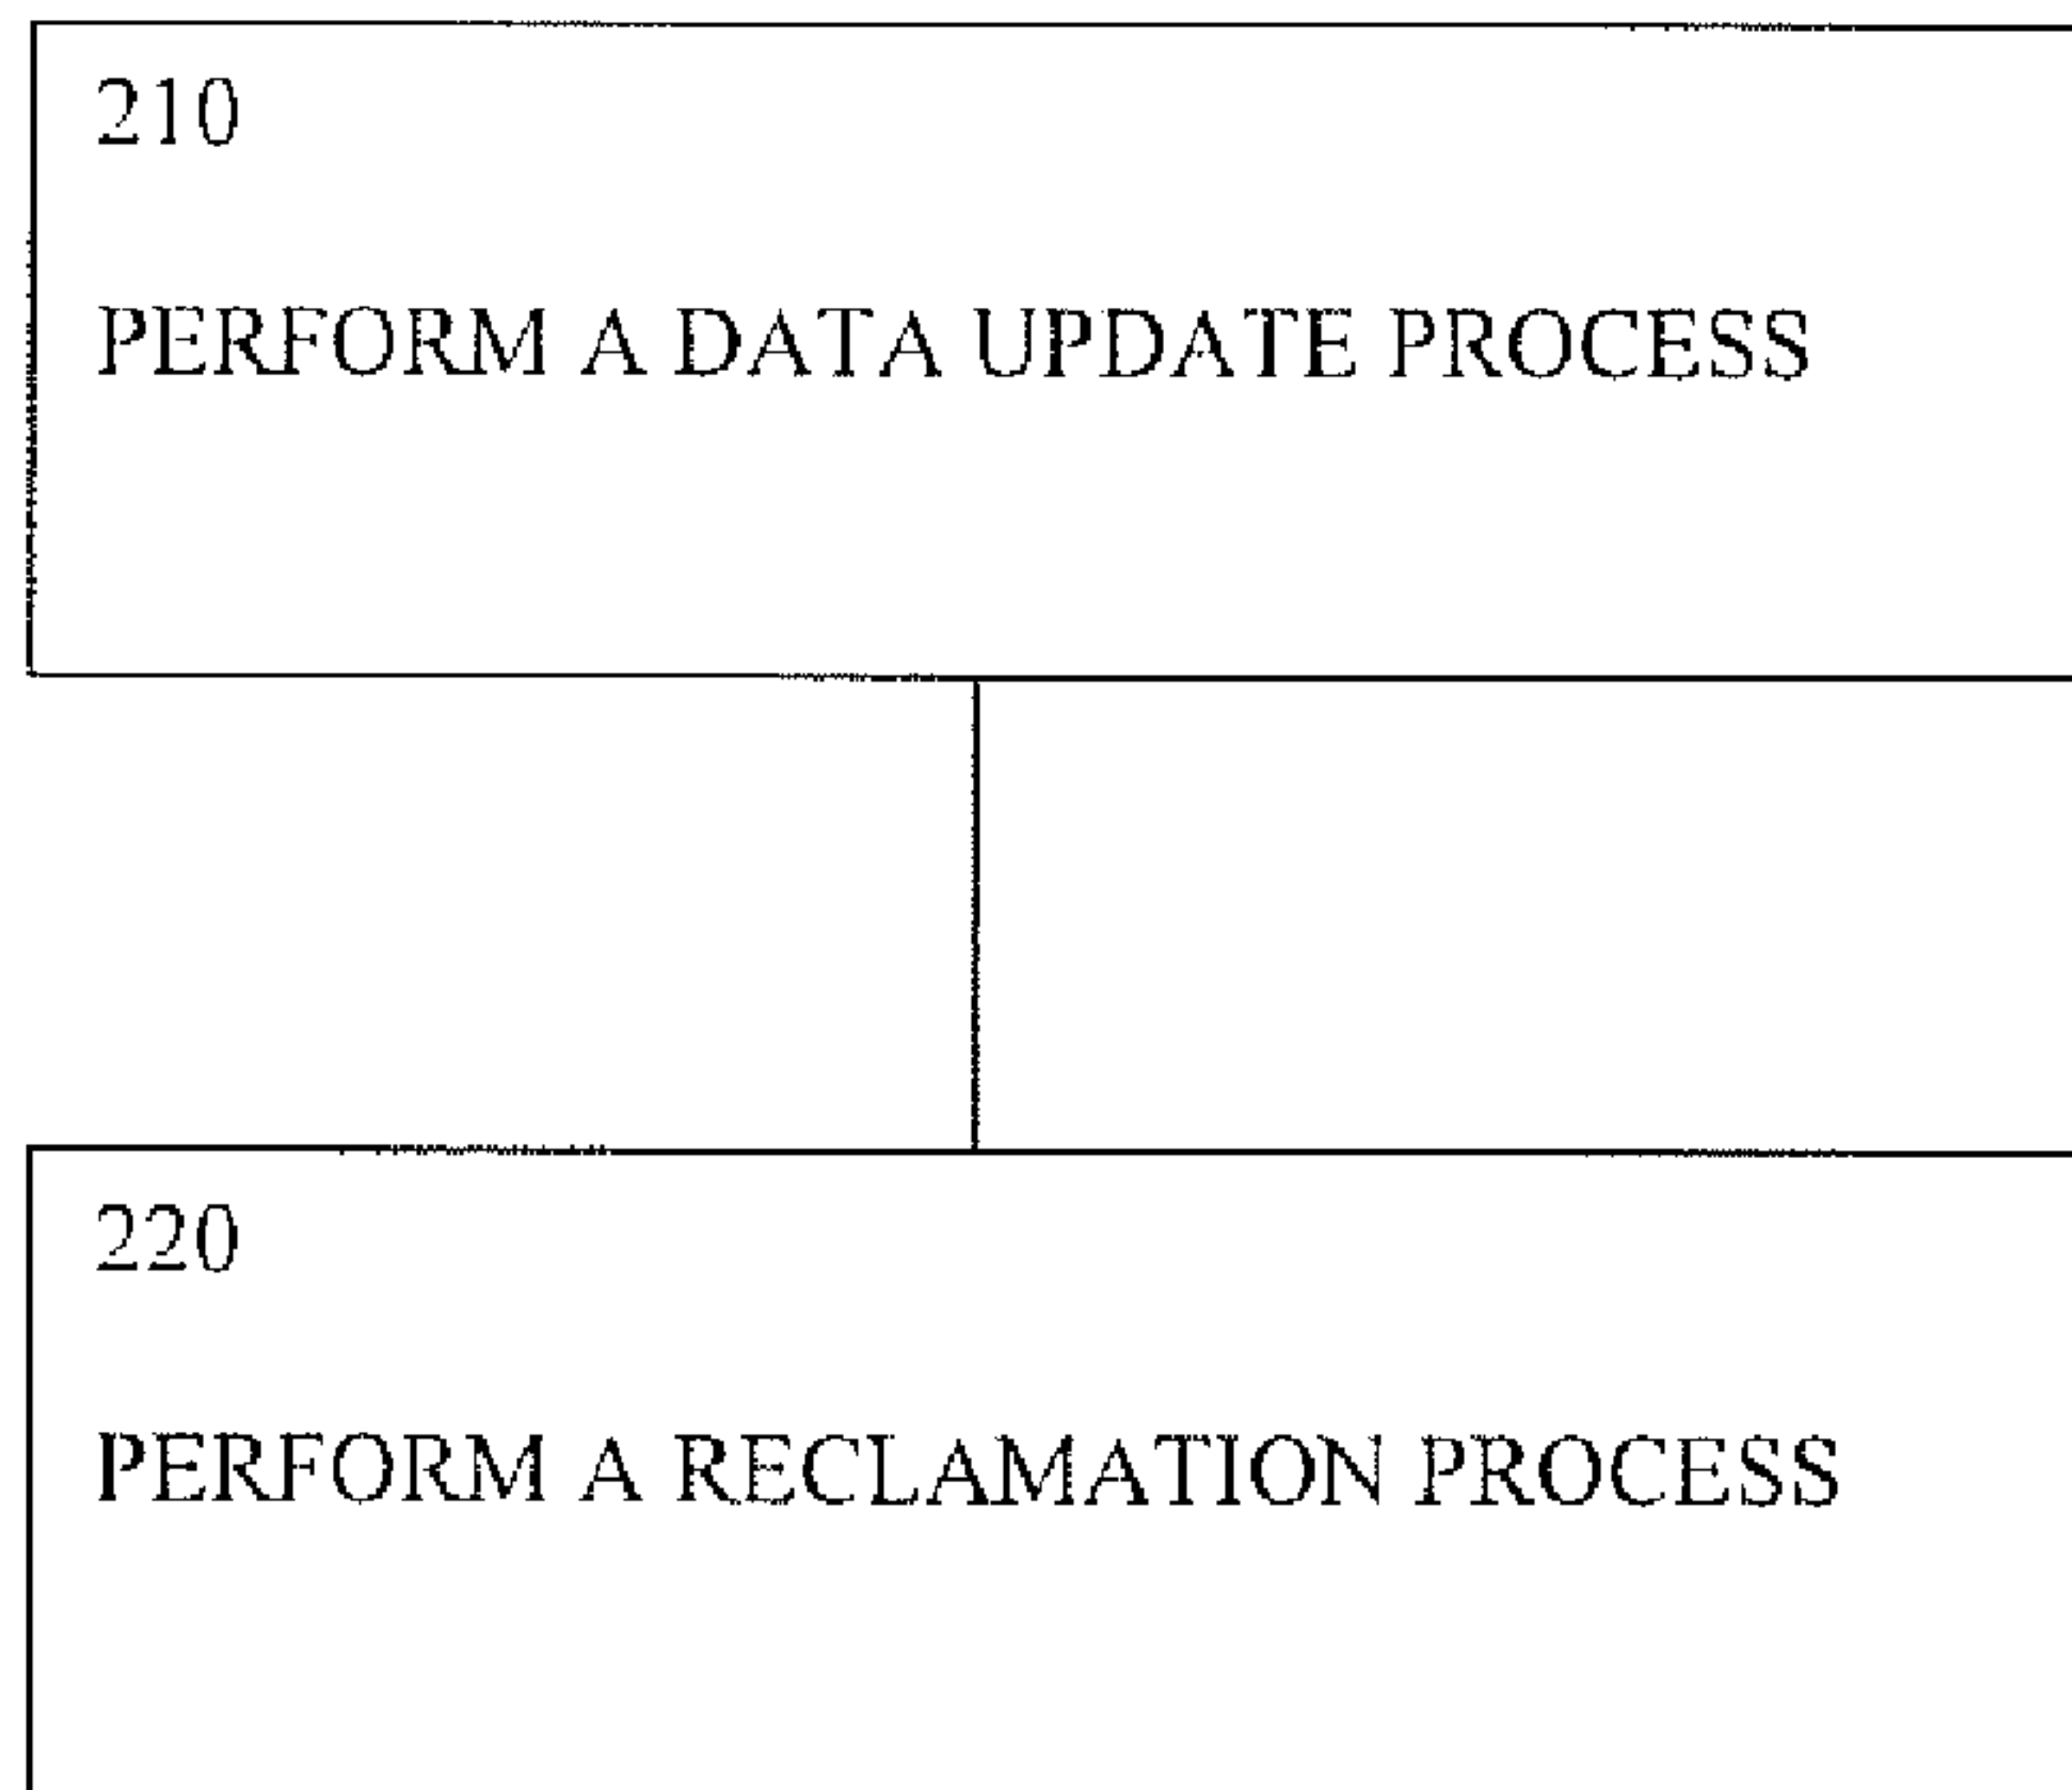 210
PERFORM A DATA UPDATE PROCESS
220
PERFORM A RECLAMATION PROCESS